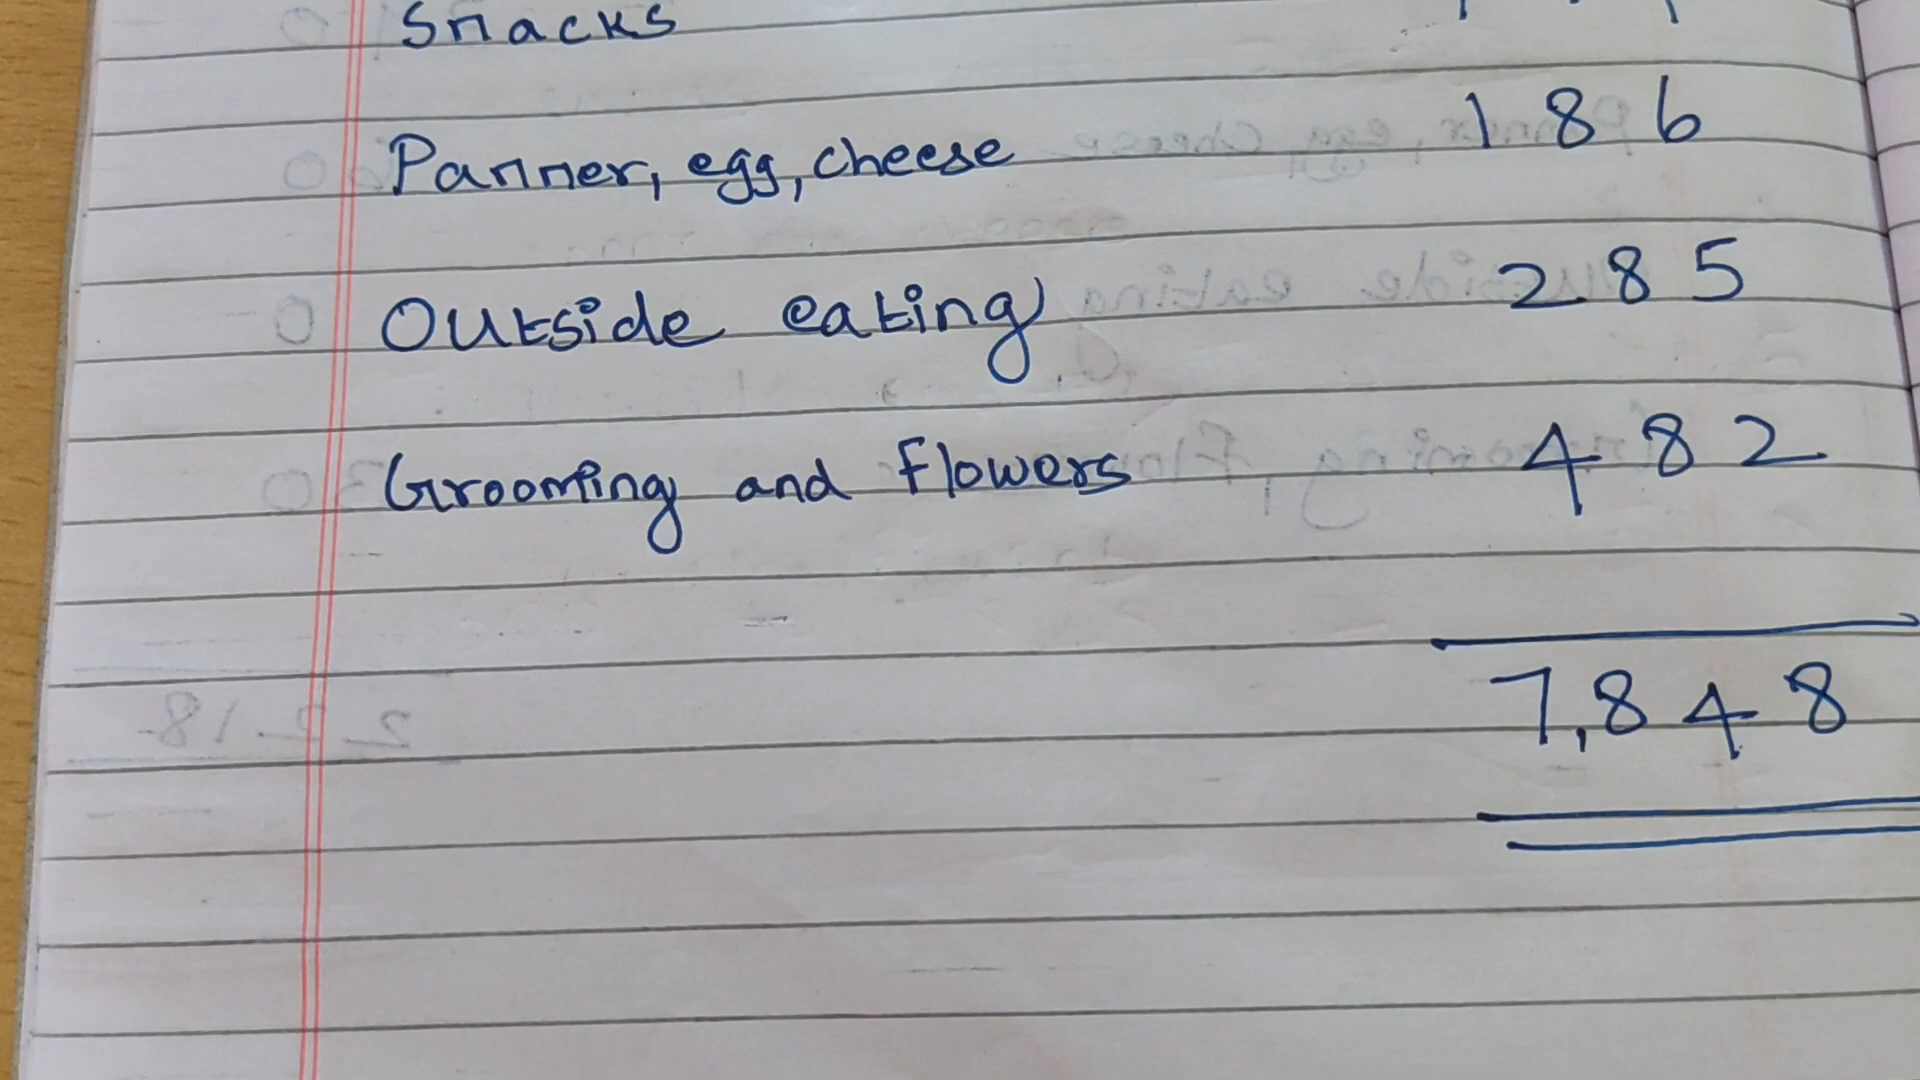 Snacks
Panner, egg, cheese 186
Outside eating 285
Grooming and Flowers 482
7,848